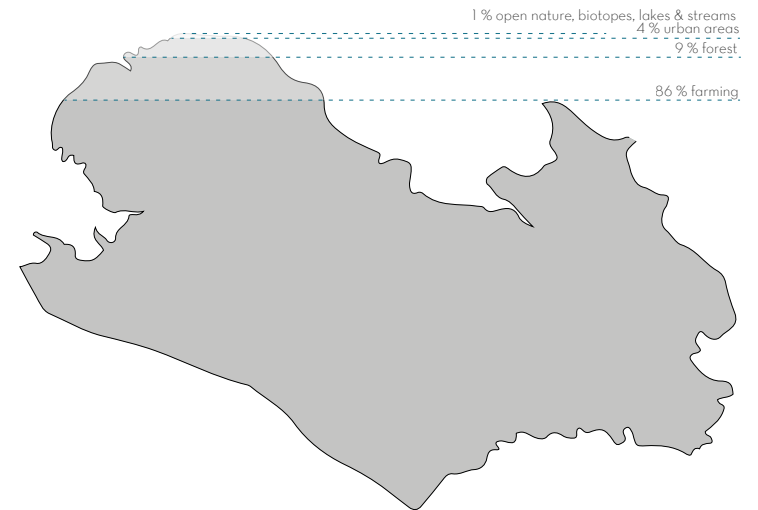 1 % open nature, biotopes, lakes & streams
4 % urban areas
9 % forest
86 % farming